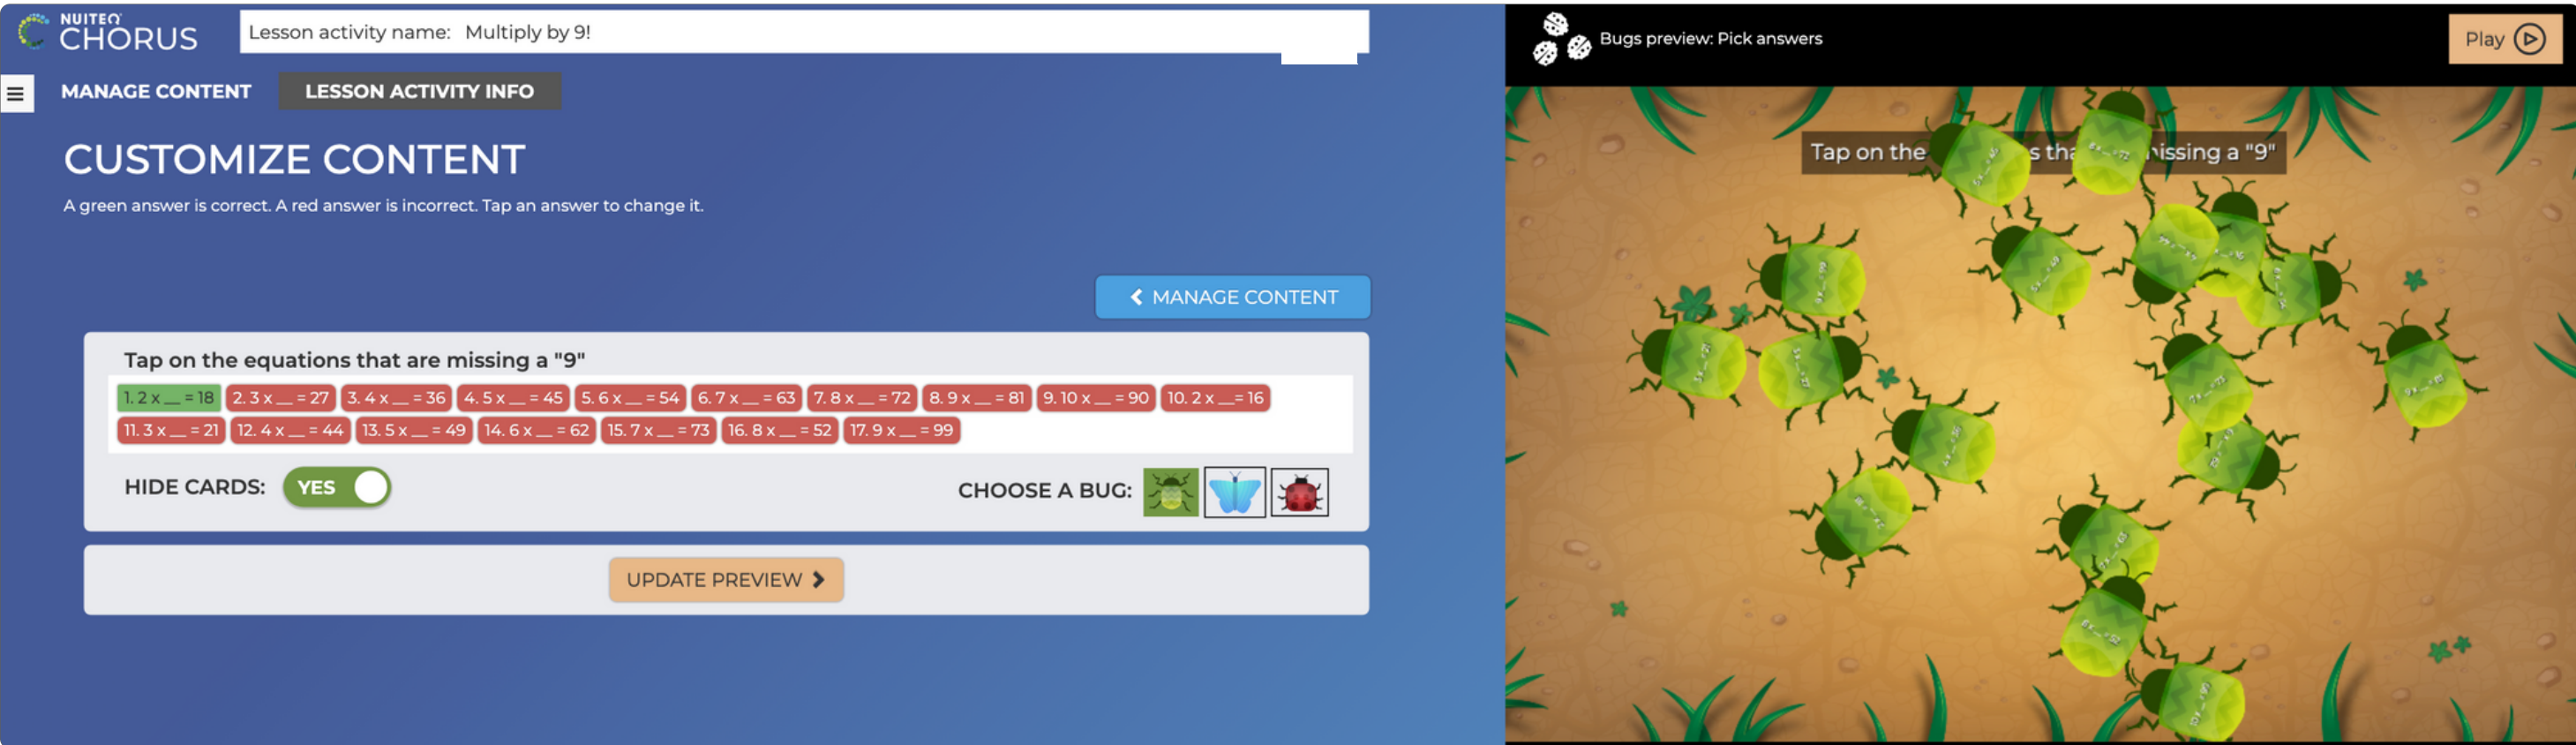 NUITEQ
CHORUS
Lesson activity name: Multiply by 9!
MANAGE CONTENT
LESSON ACTIVITY INFO
CUSTOMIZE CONTENT
A green answer is correct. A red answer is incorrect. Tap an answer to change it.
MANAGE CONTENT
Tap on the equations that are missing a "9"
1. 2 x __ = 18 2. 3 x __ = 27 3. 4 x __ = 36 4. 5 x __ = 45 5. 6 x __ = 54 6. 7 x __ = 63 7. 8 x __ = 72 8. 9 x __ = 81 9. 10 x __ = 90 10. 2 x __= 16
11. 3 x __ = 21 12. 4 x __ = 44 13. 5 x __ = 49 14. 6 x __ = 62 15. 7 x __ = 73 16. 8 x __ = 52 17. 9 x __ = 99
HIDE CARDS: YES
CHOOSE A BUG:
UPDATE PREVIEW
Bugs preview: Pick answers
Play
Tap on the s tha issing a "9"